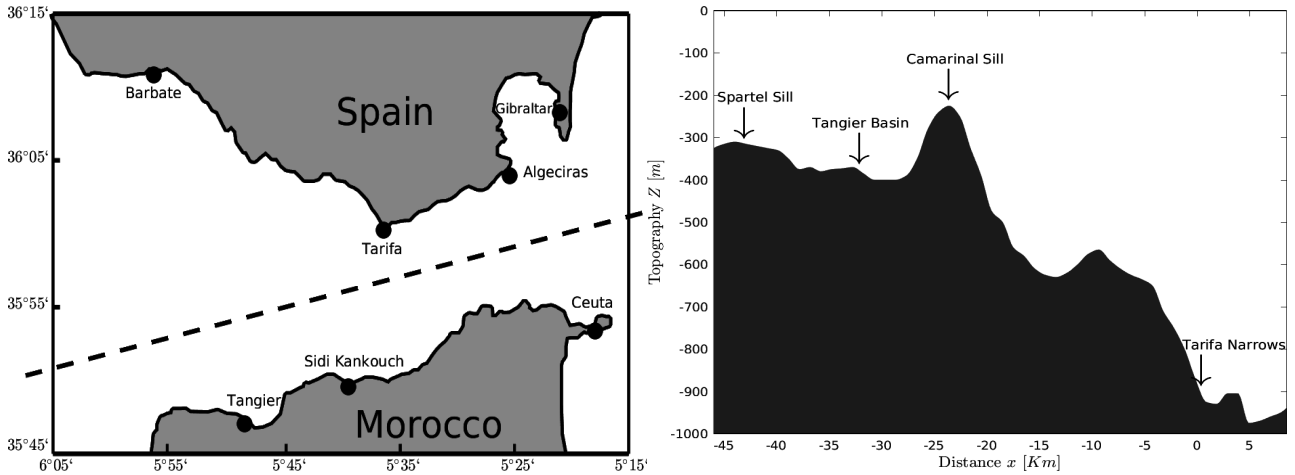 36°15‘
Barbate
Spain
Gibraltar
36°05‘
Algeciras
Tarifa
35°55‘
Ceuta
Sidi Kankouch
Tangier
Morocco
35°45‘
6°05‘
5°55‘
5°45‘
5°35‘
5°25‘
5°15‘
0
-100
-200
-300
-400
-500
-600
-700
-800
-900
-1000
Topography Z [m]
Camarinal Sill
Spartel Sill
Tangier Basin
Tarifa Narrows
-45
-40
-35
-30
-25
-20
-15
-10
-5
0
5
Distance x [Km]